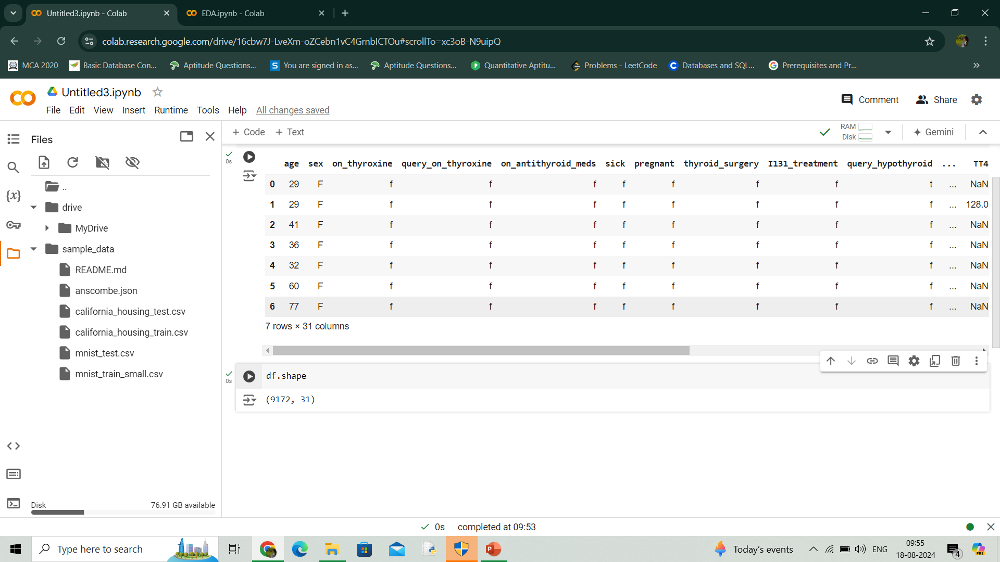 Untitled3.ipynb - Colab
EDA.ipynb - Colab
colab.research.google.com/drive/16cbw7J-LveXm-oZCebn1vC4GrnbICTOu#scrollTo=xc3oB-N9uipQ
MCA 2020
Basic Database Con...
Aptitude Questions...
S You are signed in as...
Aptitude Questions...
Quantitative Aptitu...
Problems - LeetCode
C Databases and SQL...
G Prerequisites and Pr...
»
Untitled3.ipynb
Comment
Share
File Edit View Insert Runtime Tools Help All changes saved
Files
+ Code + Text
RAM
Disk
Gemini
..
drive
MyDrive
sample_data
README.md
anscombe.json
california_housing_test.csv
california_housing_train.csv
mnist_test.csv
mnist_train_small.csv
Disk 76.91 GB available
{x}
0s
age sex on_thyroxine query_on_thyroxine on_antithyroid_meds sick pregnant thyroid_surgery I131_treatment query_hypothyroid ... TT4
0 29 F f f f f f f f t ... NaN
1 29 F f f f f f f f f ... 128.0
2 41 F f f f f f f f f ... NaN
3 36 F f f f f f f f f ... NaN
4 32 F f f f f f f f f ... NaN
5 60 F f f f f f f f f ... NaN
6 77 F f f f f f f f f ... NaN
7 rows × 31 columns
0s
df.shape
(9172, 31)
0s completed at 09:53
Type here to search
P
PRE
Today's events
ENG
09:55
18-08-2024
4